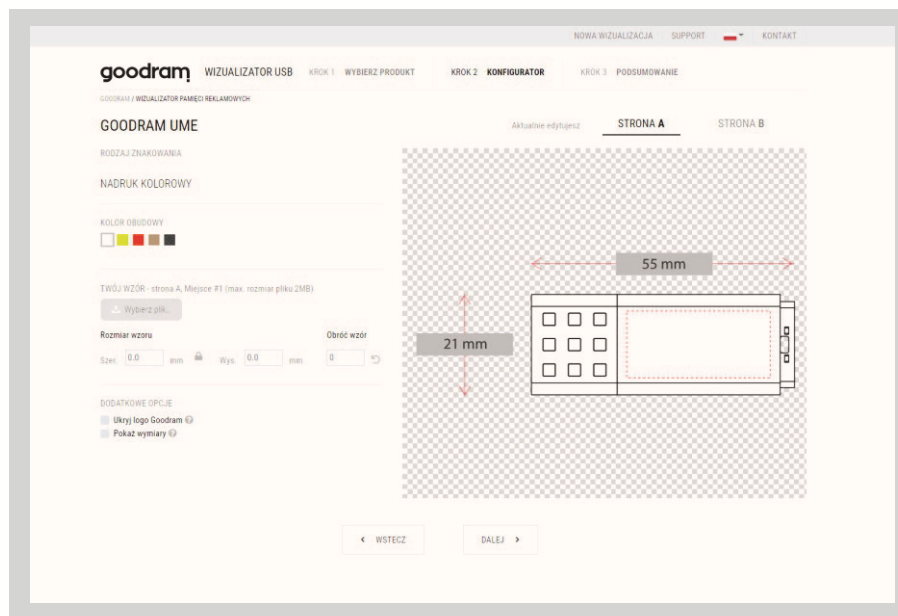 NOWA WIZUALIZACJA SUPPORT KONTAKT
goodram WIZUALIZATOR USB KROK 1 WYBIERZ PRODUKT KROK 2 KONFIGURATOR KROK 3 PODSUMOWANIE
GOODRAM / WIZUALIZATOR PAMIĘCI REKLAMOWYCH
GOODRAM UME
Aktualnie edytujesz STRONA A STRONA B
RODZAJ ZNAKOWANIA
NADRUK KOLOROWY
KOLOR OBUDOWY
TWÓJ WZÓR - strona A, Miejsce #1 (max. rozmiar pliku 2MB)
Wybierz plik...
Rozmiar wzoru Obróć wzór
Szer. 0.0 mm Wys. 0.0 mm 0
DODATKOWE OPCJE
Ukryj logo Goodram ?
Pokaż wymiary ?
55 mm
21 mm
WSTECZ DALEJ